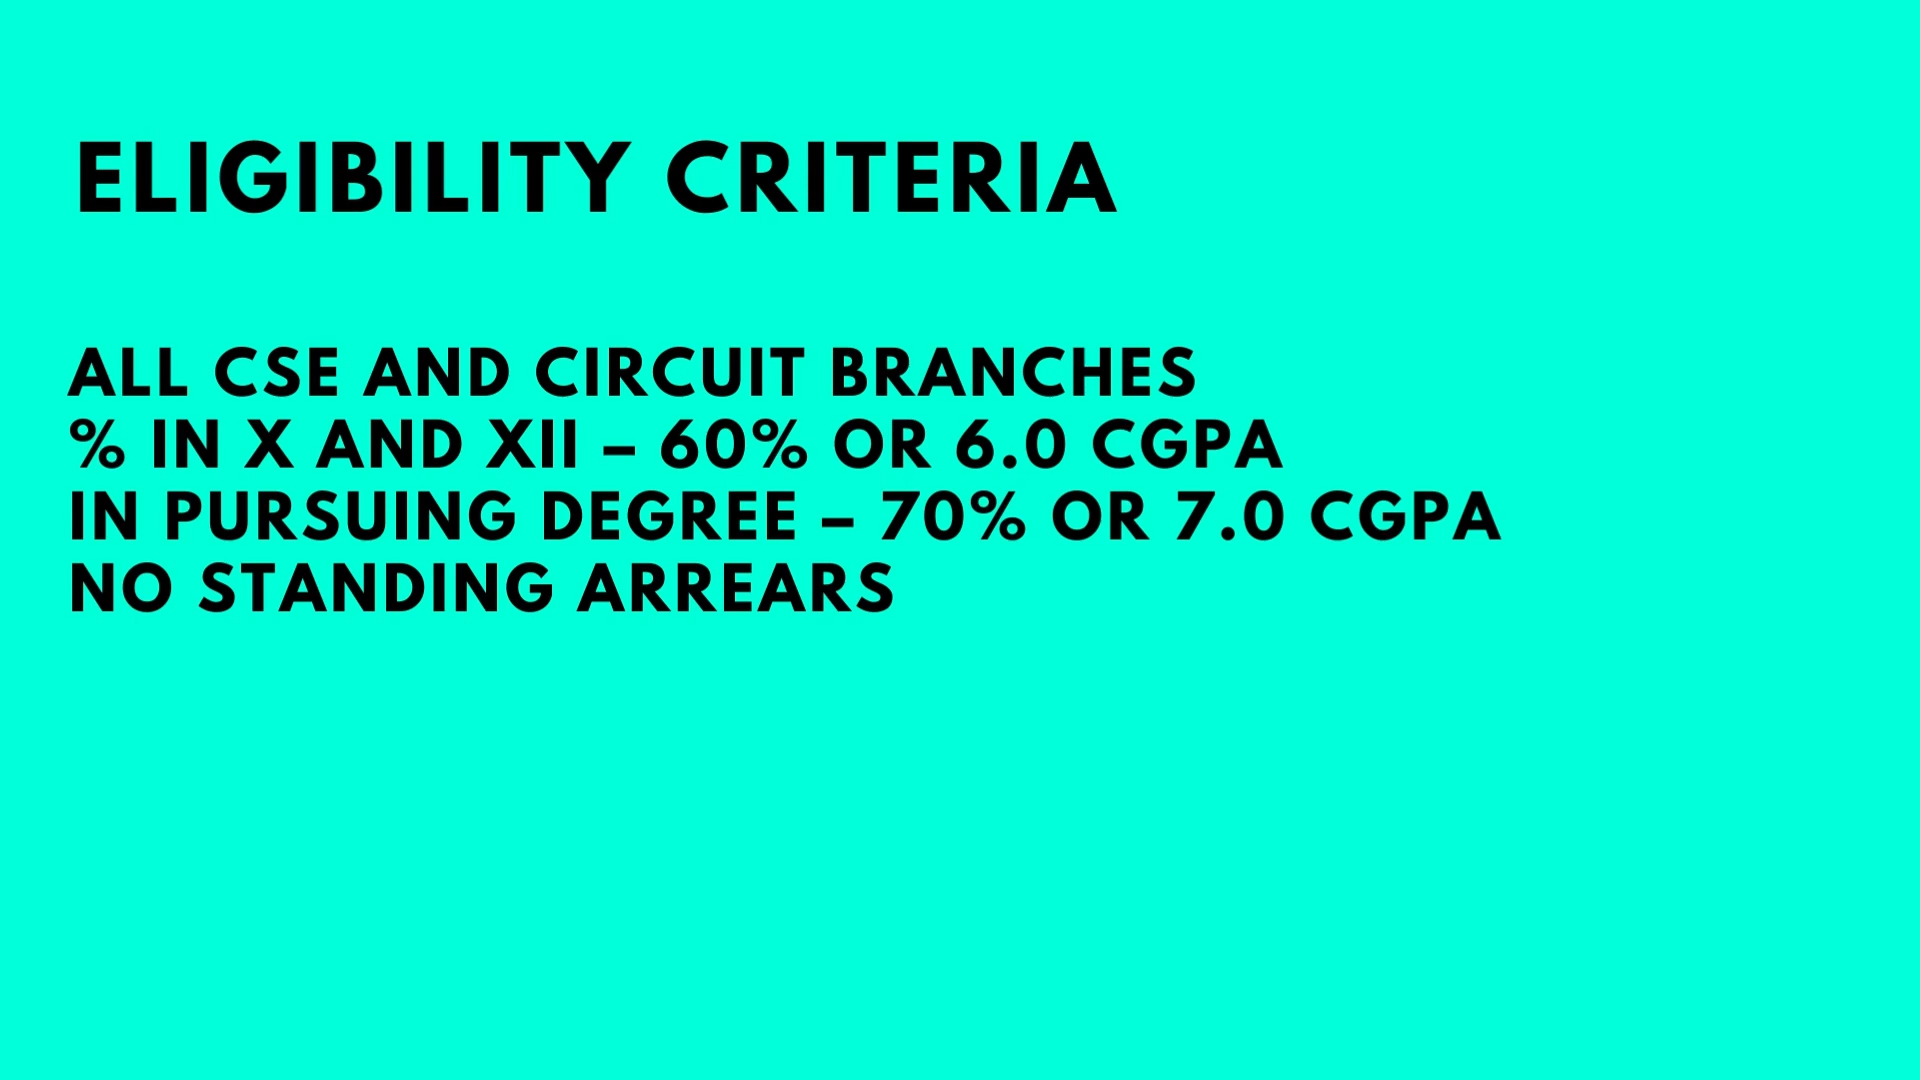 ELIGIBILITY CRITERIA
ALL CSE AND CIRCUIT BRANCHES
% IN X AND XII – 60% OR 6.0 CGPA
IN PURSUING DEGREE – 70% OR 7.0 CGPA
NO STANDING ARREARS